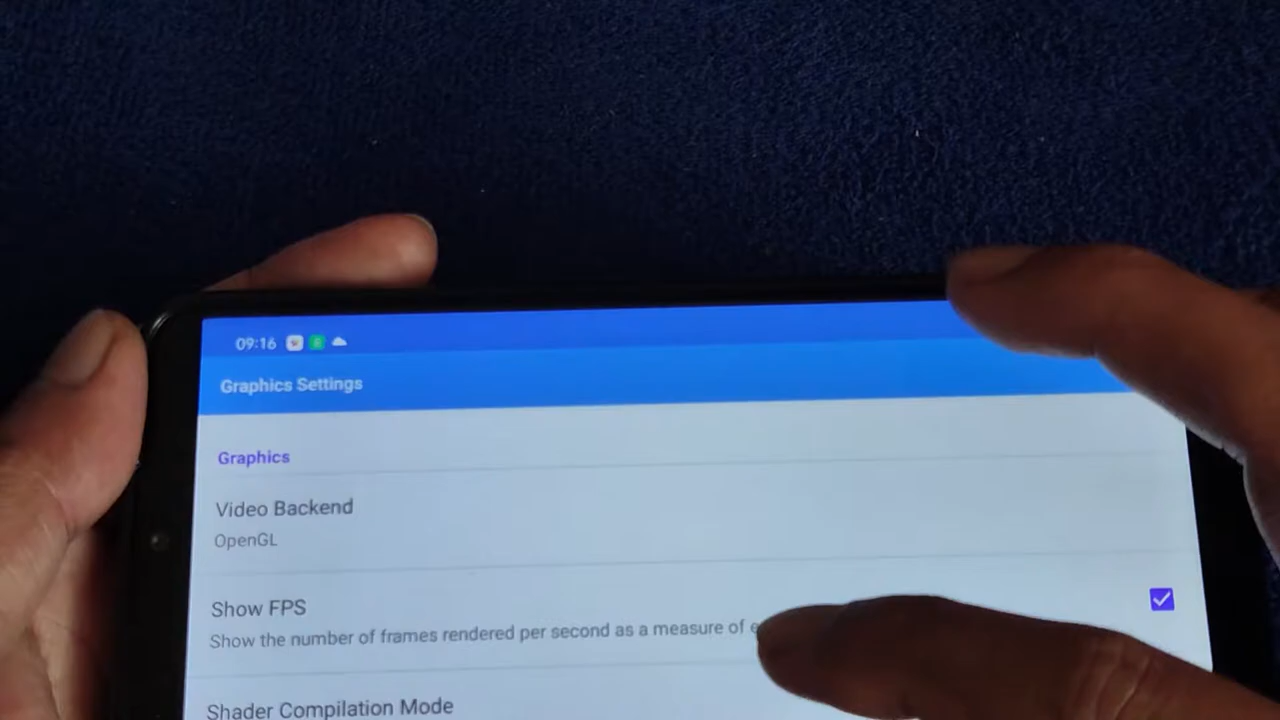 09:16
Graphics Settings
Graphics
Video Backend
OpenGL
Show FPS
Show the number of frames rendered per second as a measure of
Shader Compilation Mode